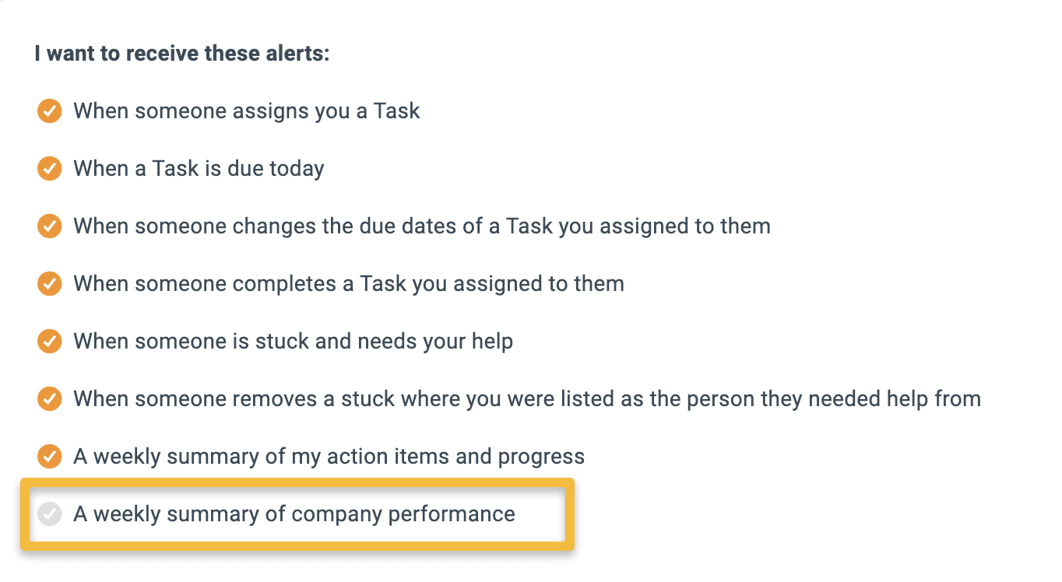 I want to receive these alerts:
When someone assigns you a Task
When a Task is due today
When someone changes the due dates of a Task you assigned to them
When someone completes a Task you assigned to them
When someone is stuck and needs your help
When someone removes a stuck where you were listed as the person they needed help from
A weekly summary of my action items and progress
A weekly summary of company performance